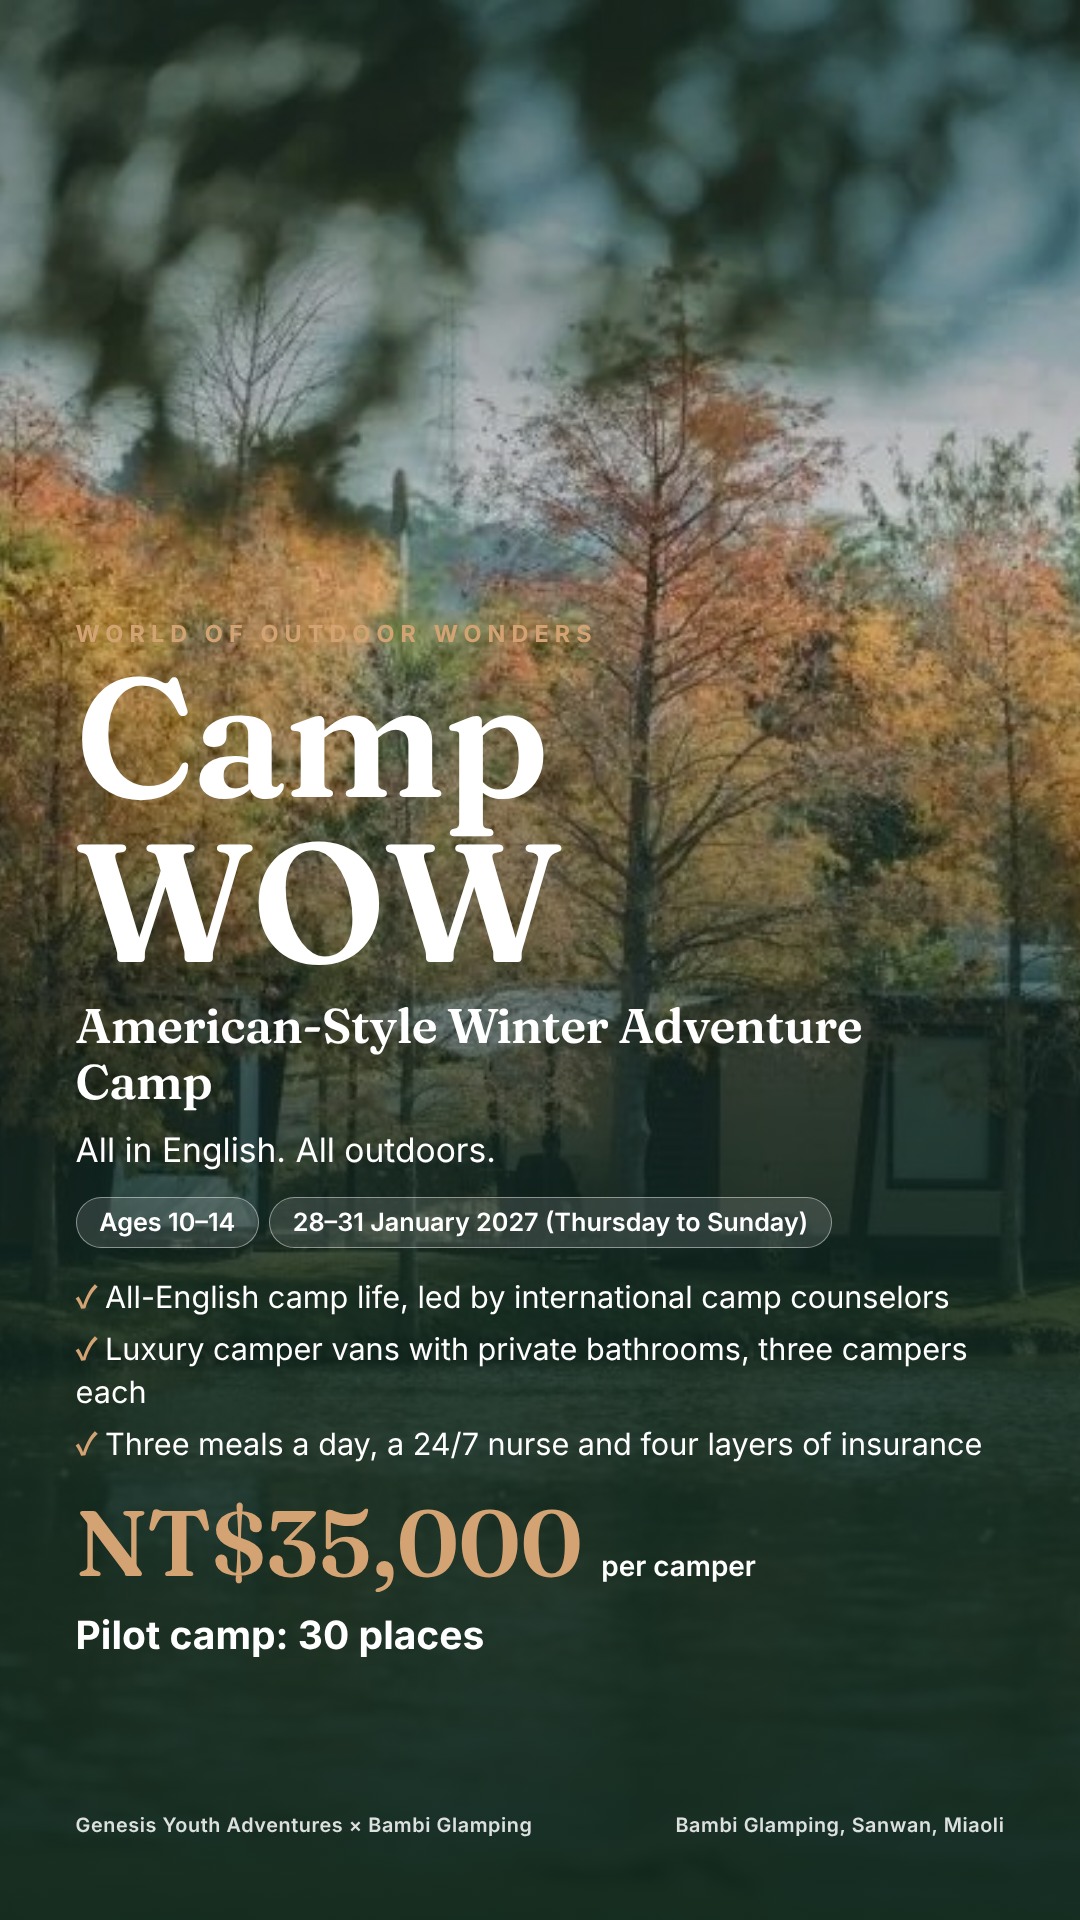 WORLD OF OUTDOOR WONDERS
Camp
WOW
American-Style Winter Adventure
Camp
All in English. All outdoors.
Ages 10–14
28–31 January 2027 (Thursday to Sunday)
✓ All-English camp life, led by international camp counselors
✓ Luxury camper vans with private bathrooms, three campers
each
✓ Three meals a day, a 24/7 nurse and four layers of insurance
NT$35,000 per camper
Pilot camp: 30 places
Genesis Youth Adventures × Bambi Glamping
Bambi Glamping, Sanwan, Miaoli